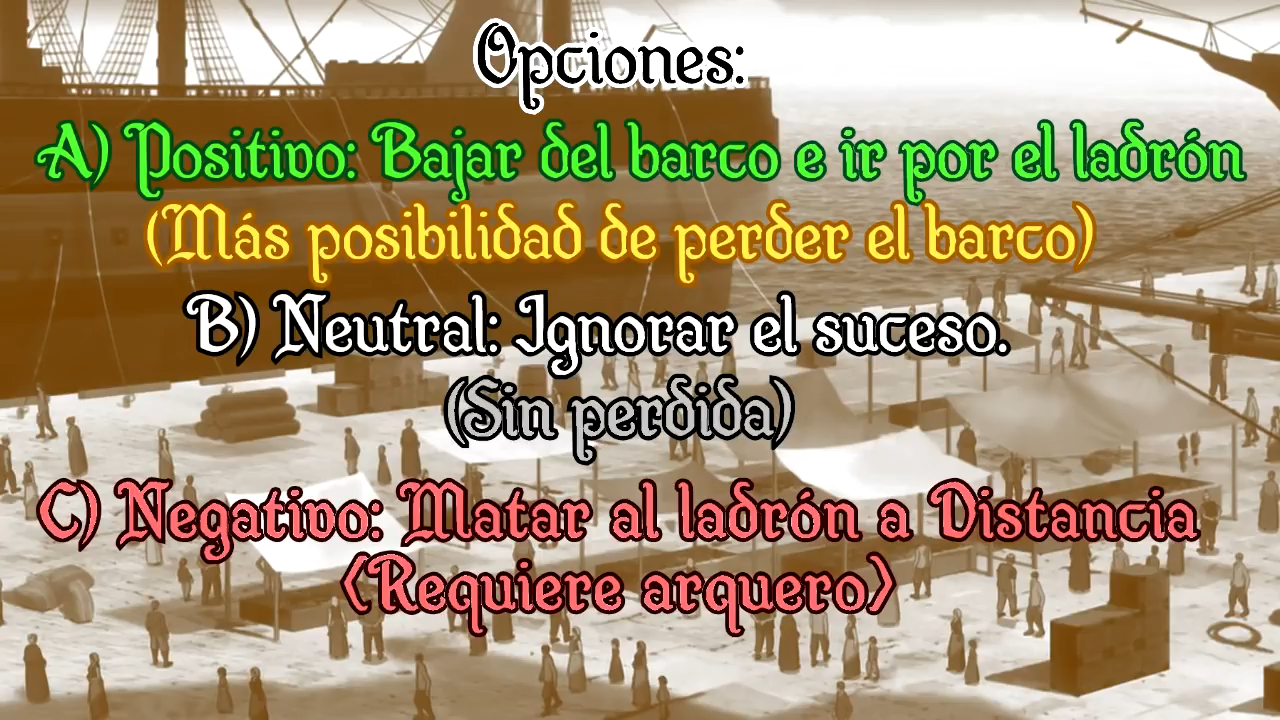 Opciones:
A) Positivo: Bajar del barco e ir por el ladrón
(Más posibilidad de perder el barco)
B) Neutral: Ignorar el suceso.
(Sin perdida)
C) Negativo: Matar al ladrón a Distancia
<Requiere arquero>